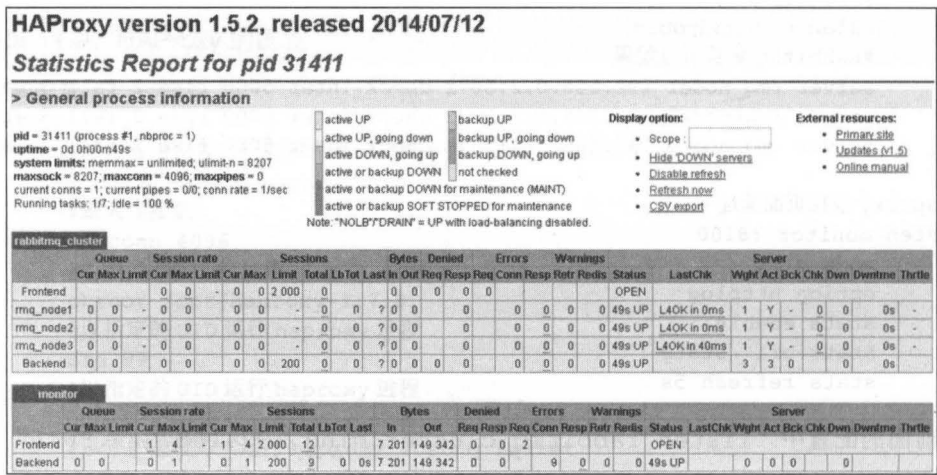 HAProxy version 1.5.2, released 2014/07/12
Statistics Report for pid 31411
> General process information
pid = 31411 (process #1, nbproc = 1)
uptime = 0d 0h00m49s
system limits: memmax = unlimited; ulimit-n = 8207
maxsock = 8207; maxconn = 4096; maxpipes = 0
current conns = 1; current pipes = 0/0; conn rate = 1/sec
Running tasks: 1/7; idle = 100 %
active UP backup UP
active UP, going down backup UP, going down
active DOWN, going up backup DOWN, going up
active or backup DOWN not checked
active or backup DOWN for maintenance (MAINT)
active or backup SOFT STOPPED for maintenance
Note: "NOLB"/"DRAIN" = UP with load-balancing disabled.
Display option:
• Scope :
• Hide 'DOWN' servers
• Disable refresh
• Refresh now
• CSV export
External resources:
• Primary site
• Updates (v1.5)
• Online manual
rabbitmq_cluster
Queue Session rate Sessions Bytes Denied Errors Warnings Server
Cur Max Limit Cur Max Limit Cur Max Limit Total LbTot Last In Out Req Resp Req Conn Resp Retr Redis Status LastChk Wght Act Bck Chk Dwn Dwntme Thrtle
Frontend 0 0 - 0 0 2 000 0 0 0 0 0 0 OPEN
rmq_node1 0 0 - 0 0 0 0 - 0 0 ? 0 0 0 0 0 0 0 49s UP L4OK in 0ms 1 Y - 0 0 0s -
rmq_node2 0 0 - 0 0 0 0 - 0 0 ? 0 0 0 0 0 0 0 49s UP L4OK in 0ms 1 Y - 0 0 0s -
rmq_node3 0 0 - 0 0 0 0 - 0 0 ? 0 0 0 0 0 0 0 49s UP L4OK in 40ms 1 Y - 0 0 0s -
Backend 0 0 0 0 0 0 200 0 0 ? 0 0 0 0 0 0 0 0 49s UP 3 3 0 0 0s
monitor
Queue Session rate Sessions Bytes Denied Errors Warnings Server
Cur Max Limit Cur Max Limit Cur Max Limit Total LbTot Last In Out Req Resp Req Conn Resp Retr Redis Status LastChk Wght Act Bck Chk Dwn Dwntme Thrtle
Frontend 1 4 - 1 4 2 000 12 7 201 149 342 0 0 2 OPEN
Backend 0 0 0 1 0 1 200 9 0 0s 7 201 149 342 0 0 9 0 0 0 49s UP 0 0 0 0